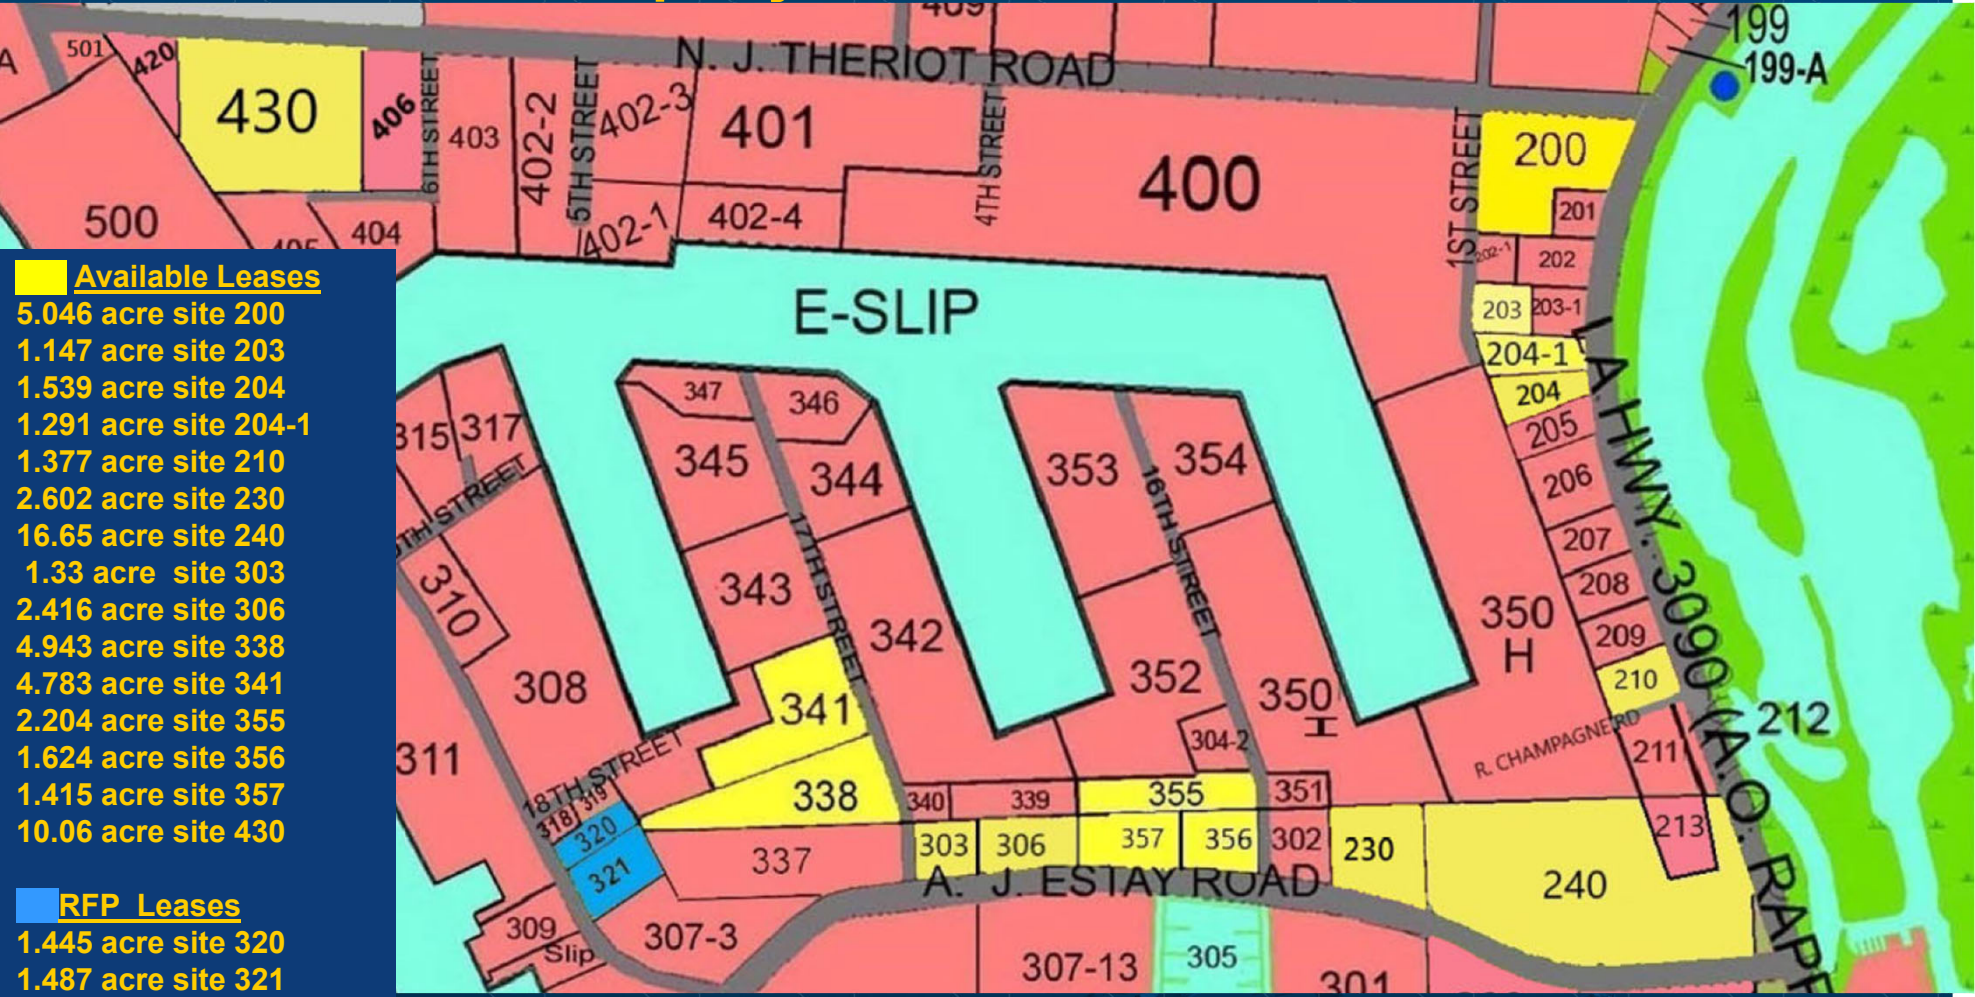 409
199
199-A
N. J. THERIOT ROAD
501
420
A
430
406
6TH STREET
403
402-2
5TH STREET
402-3
401
4TH STREET
400
1ST STREET
200
201
500
404
402-1
402-4
202-1
202
203
203-1
E-SLIP
204-1
204
205
206
207
208
209
210
211
212
213
LA. HWY. 3090 (A.O. RAPP
Available Leases
5.046 acre site 200
1.147 acre site 203
1.539 acre site 204
1.291 acre site 204-1
1.377 acre site 210
2.602 acre site 230
16.65 acre site 240
1.33 acre site 303
2.416 acre site 306
4.943 acre site 338
4.783 acre site 341
2.204 acre site 355
1.624 acre site 356
1.415 acre site 357
10.06 acre site 430
RFP Leases
1.445 acre site 320
1.487 acre site 321
315
317
TH STREET
310
308
311
347
346
345
344
17TH STREET
343
342
341
338
353
354
16TH STREET
352
350
H
350
I
304-2
R. CHAMPAGNE RD
18TH STREET
318
319
320
321
337
340
339
355
351
303
306
357
356
302
230
240
A. J. ESTAY ROAD
309
Slip
307-3
307-13
305
301